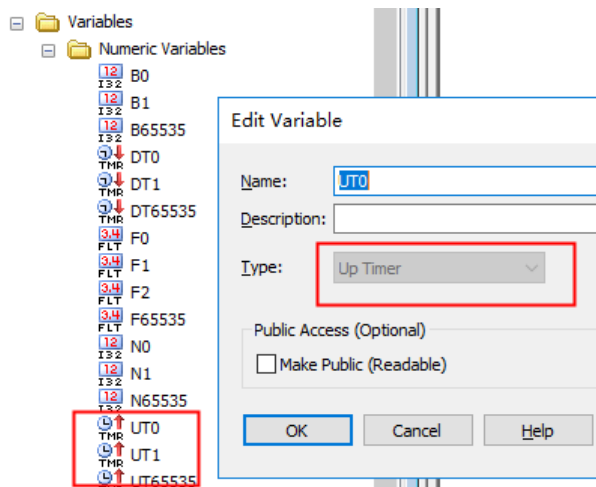 Variables
Numeric Variables
12 I32 B0
12 I32 B1
12 I32 B65535
TMR DT0
TMR DT1
TMR DT65535
3.4 FLT F0
3.4 FLT F1
3.4 FLT F2
3.4 FLT F65535
12 I32 N0
12 I32 N1
12 I32 N65535
TMR UT0
TMR UT1
UT65535
Edit Variable
Name: UT0
Description:
Type: Up Timer
Public Access (Optional)
Make Public (Readable)
OK Cancel Help